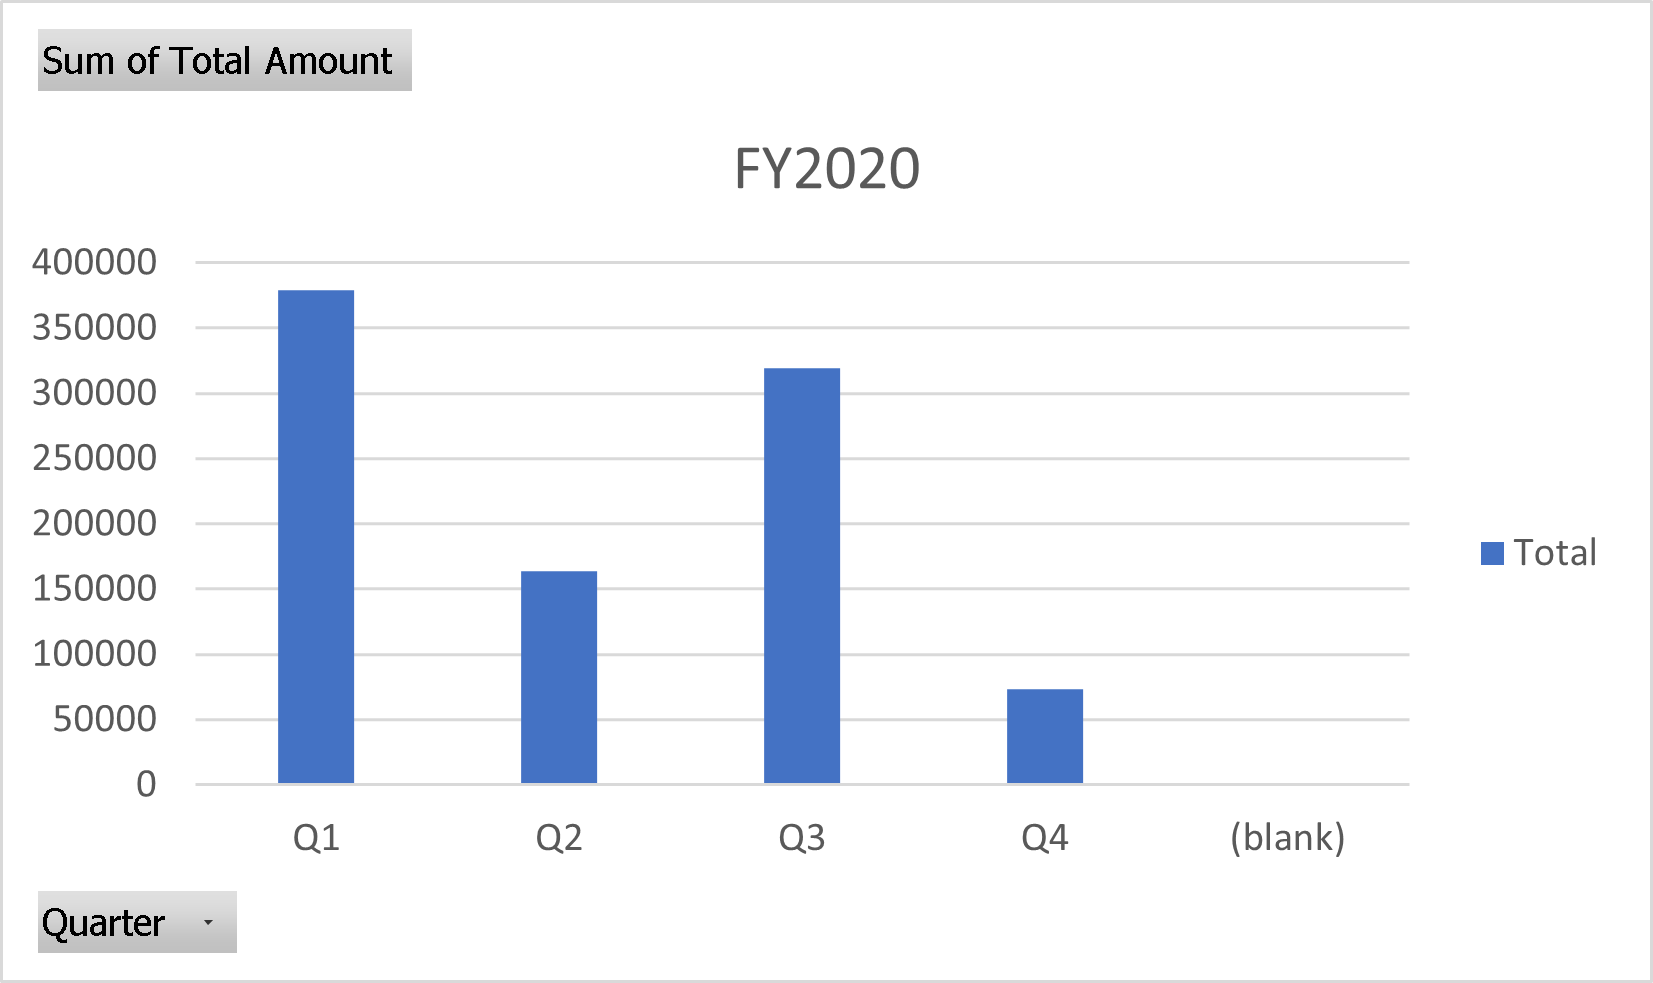 Sum of Total Amount
FY2020
400000
350000
300000
250000
200000
150000
100000
50000
0
Q1 Q2 Q3 Q4 (blank)
Total
Quarter